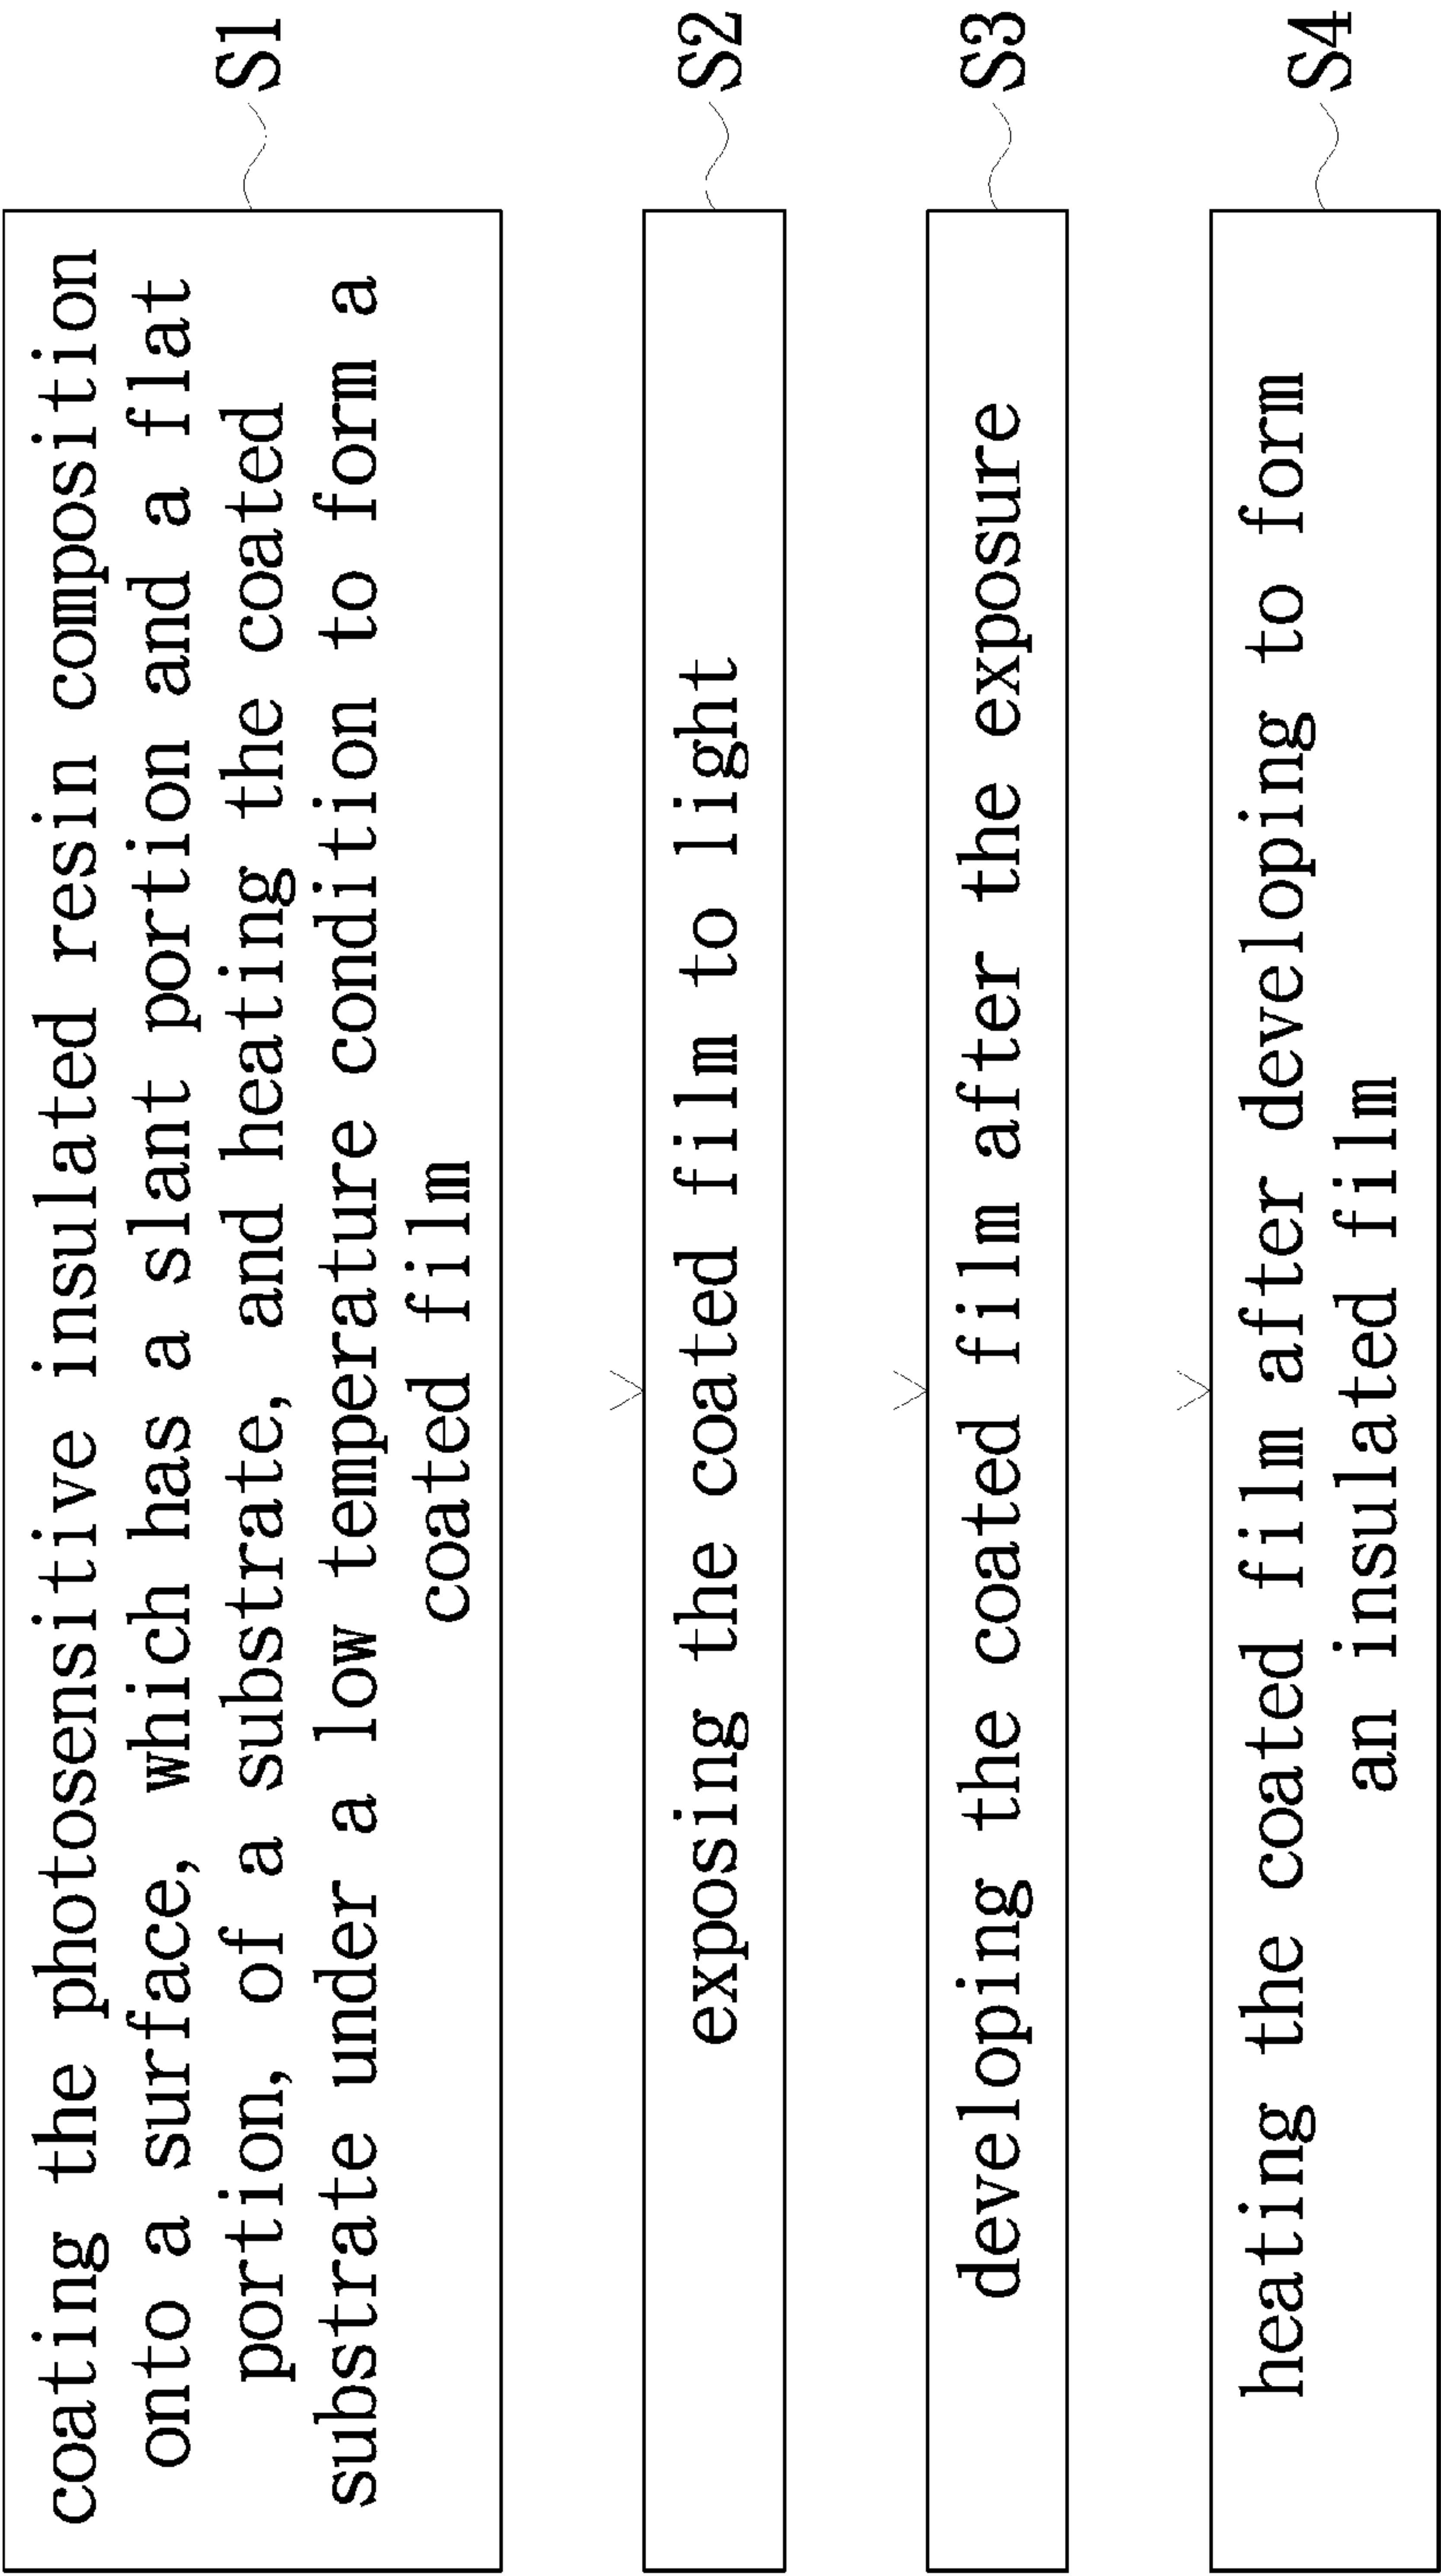 coating the photosensitive insulated resin composition
onto a surface, which has a slant portion and a flat
portion, of a substrate, and heating the coated
substrate under a low temperature condition to form a
coated film
S1
exposing the coated film to light
S2
developing the coated film after the exposure
S3
heating the coated film after developing to form
an insulated film
S4